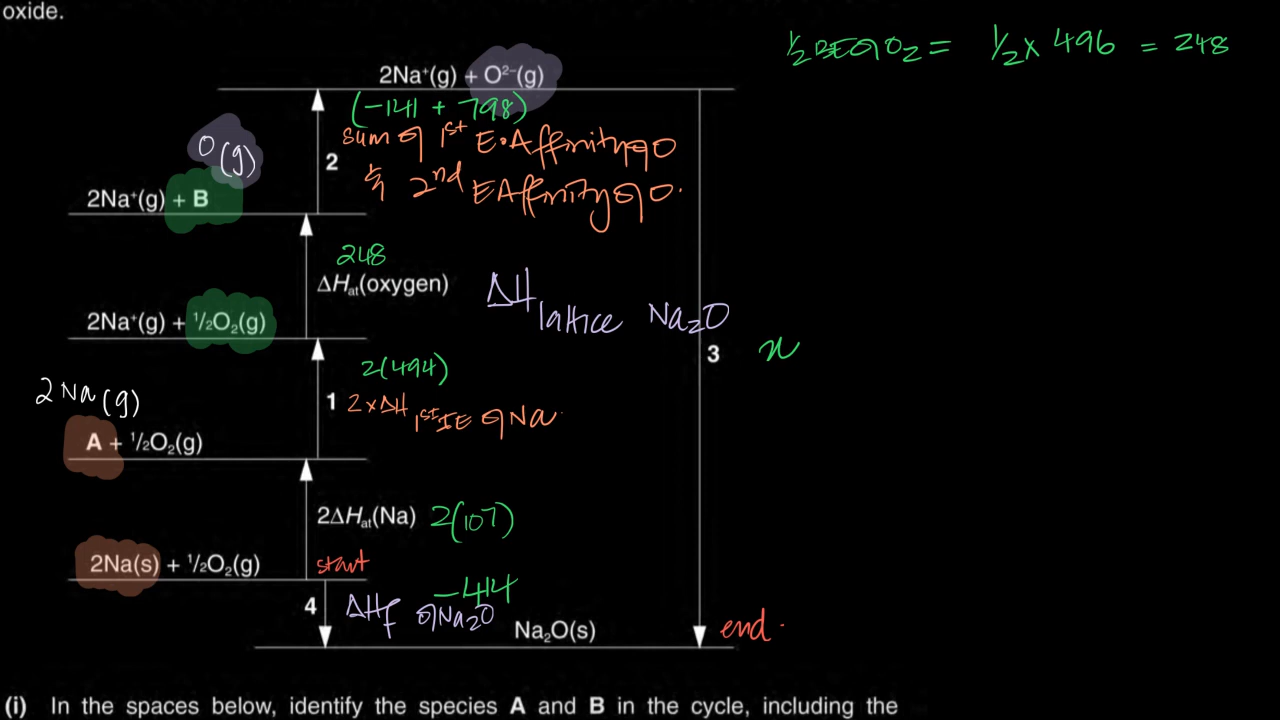 oxide.
½ BE of O₂ = ½ × 496 = 248
2Na⁺(g) + O²⁻(g)
(-141 + 798)
sum of 1st E.Affinity of O
& 2nd E Affinity of O.
2
O(g)
2Na⁺(g) + B
248
ΔHat(oxygen)
ΔH lattice Na₂O
2Na⁺(g) + ½O₂(g)
3
x
2(494)
2Na(g)
1
2×ΔH 1st IE of Na.
A + ½O₂(g)
2ΔHat(Na)
2(107)
2Na(s) + ½O₂(g)
start
-414
4
ΔHf of Na₂O
Na₂O(s)
end.
(i) In the spaces below, identify the species A and B in the cycle, including the